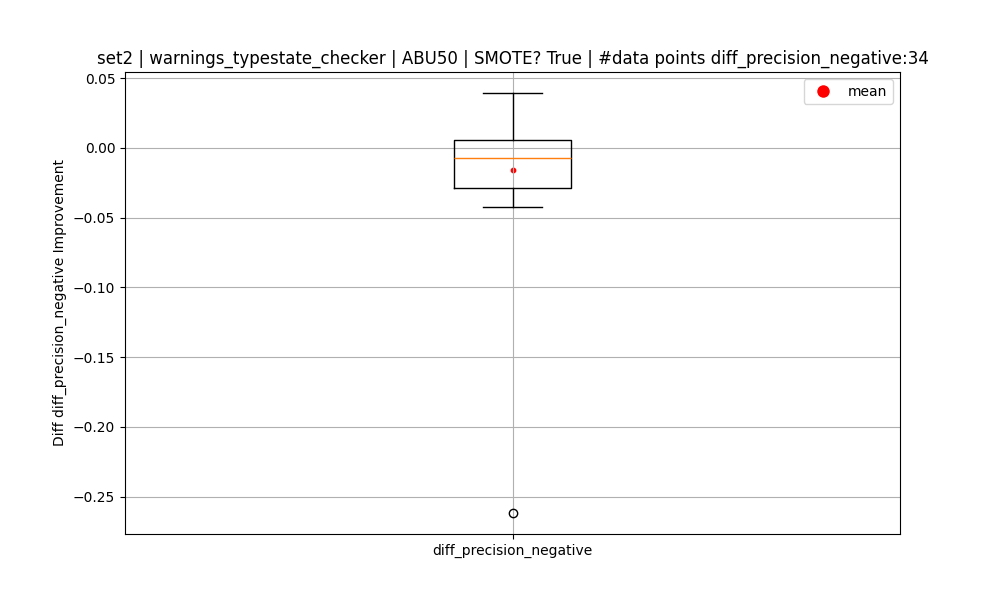 set2 | warnings_typestate_checker | ABU50 | SMOTE? True | #data points diff_precision_negative:34
mean
0.05
0.00
−0.05
−0.10
−0.15
−0.20
−0.25
Diff diff_precision_negative Improvement
diff_precision_negative